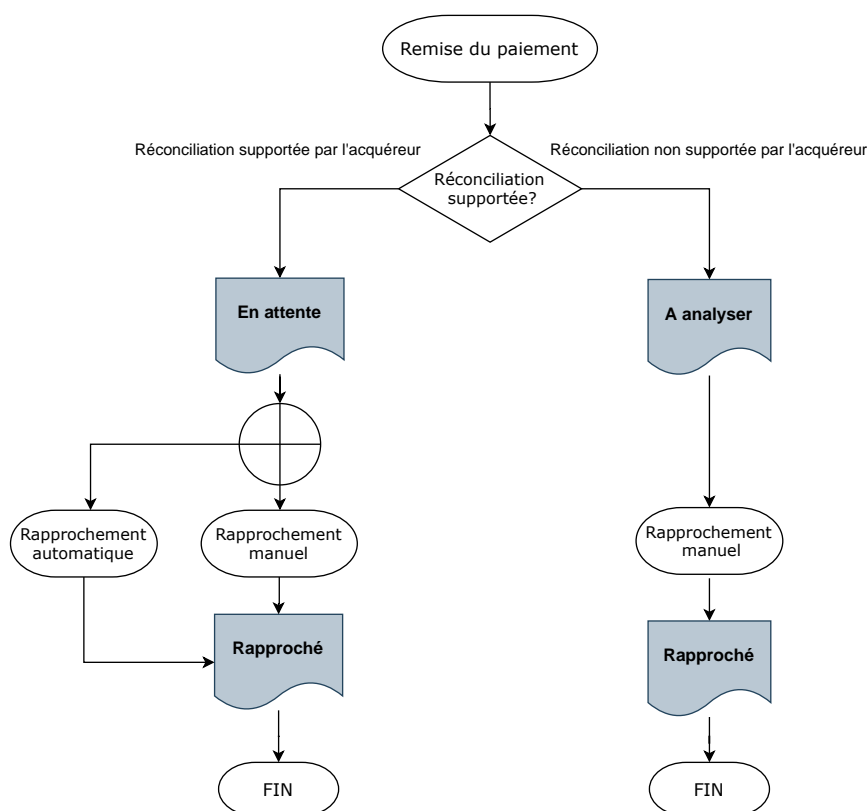 Remise du paiement
Réconciliation supportée par l'acquéreur
Réconciliation non supportée par l'acquéreur
Réconciliation
supportée?
En attente
A analyser
Rapprochement
automatique
Rapprochement
manuel
Rapprochement
manuel
Rapproché
Rapproché
FIN
FIN